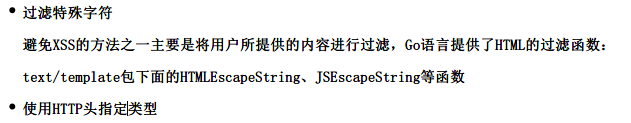 • 过滤特殊字符
避免XSS的方法之一主要是将用户所提供的内容进行过滤，Go语言提供了HTML的过滤函数：
text/template包下面的HTMLEscapeString、JSEscapeString等函数
• 使用HTTP头指定类型